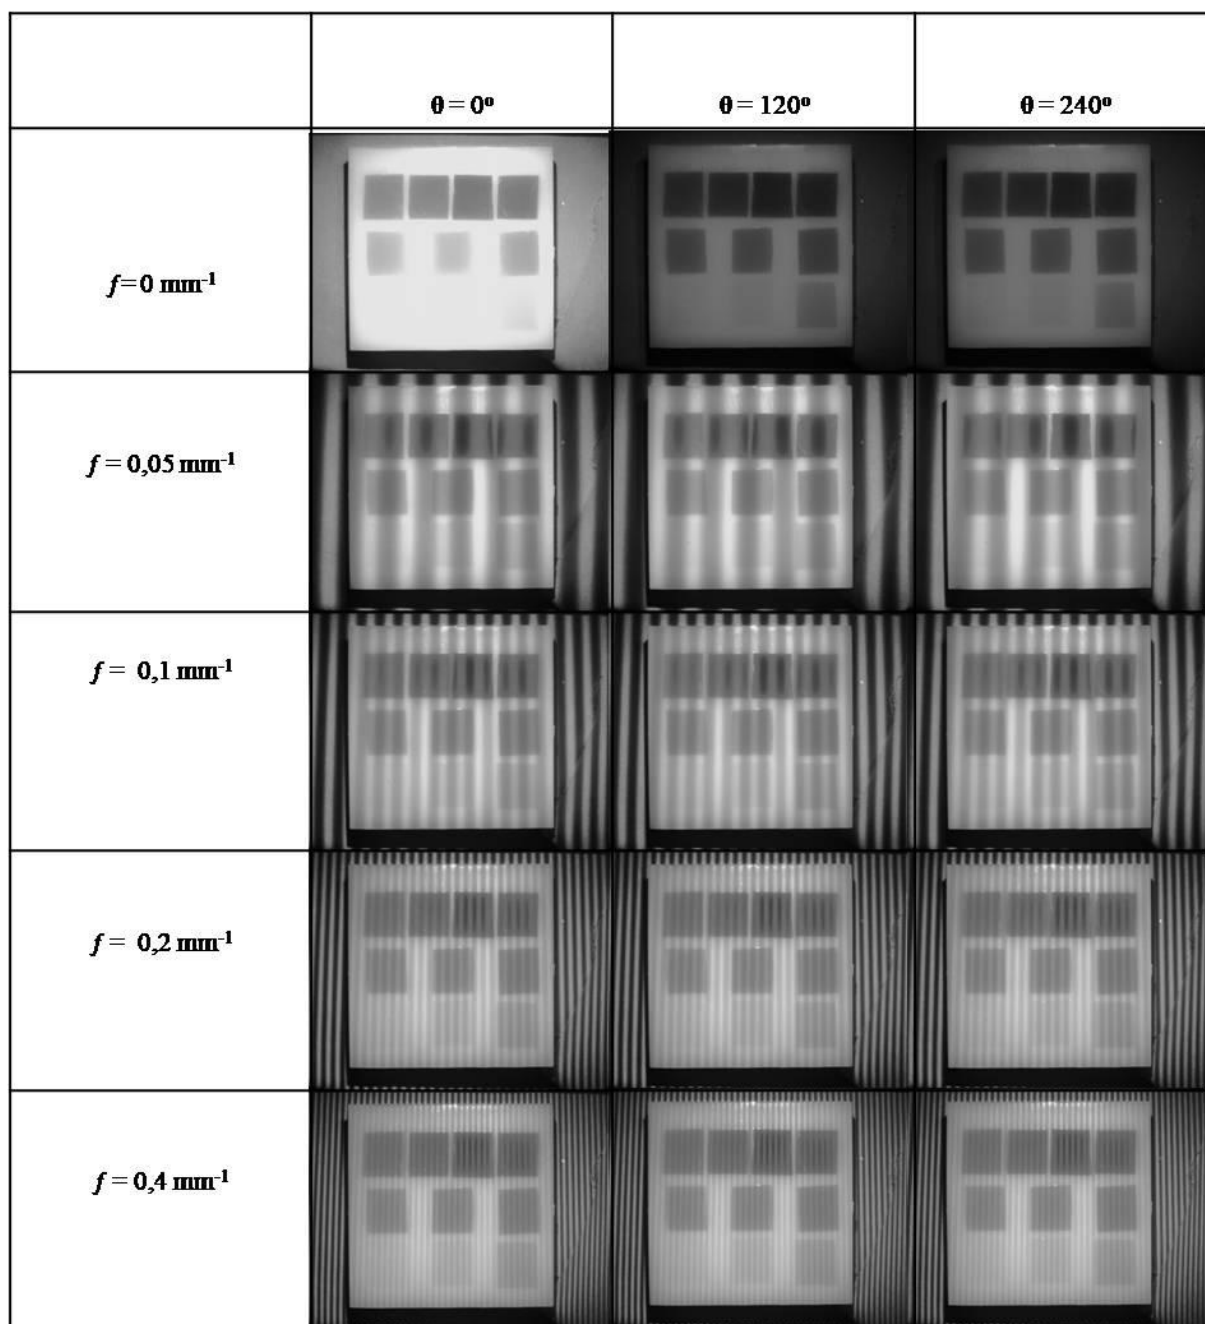 θ = 0º θ = 120º θ = 240º
f = 0 mm⁻¹
f = 0,05 mm⁻¹
f = 0,1 mm⁻¹
f = 0,2 mm⁻¹
f = 0,4 mm⁻¹